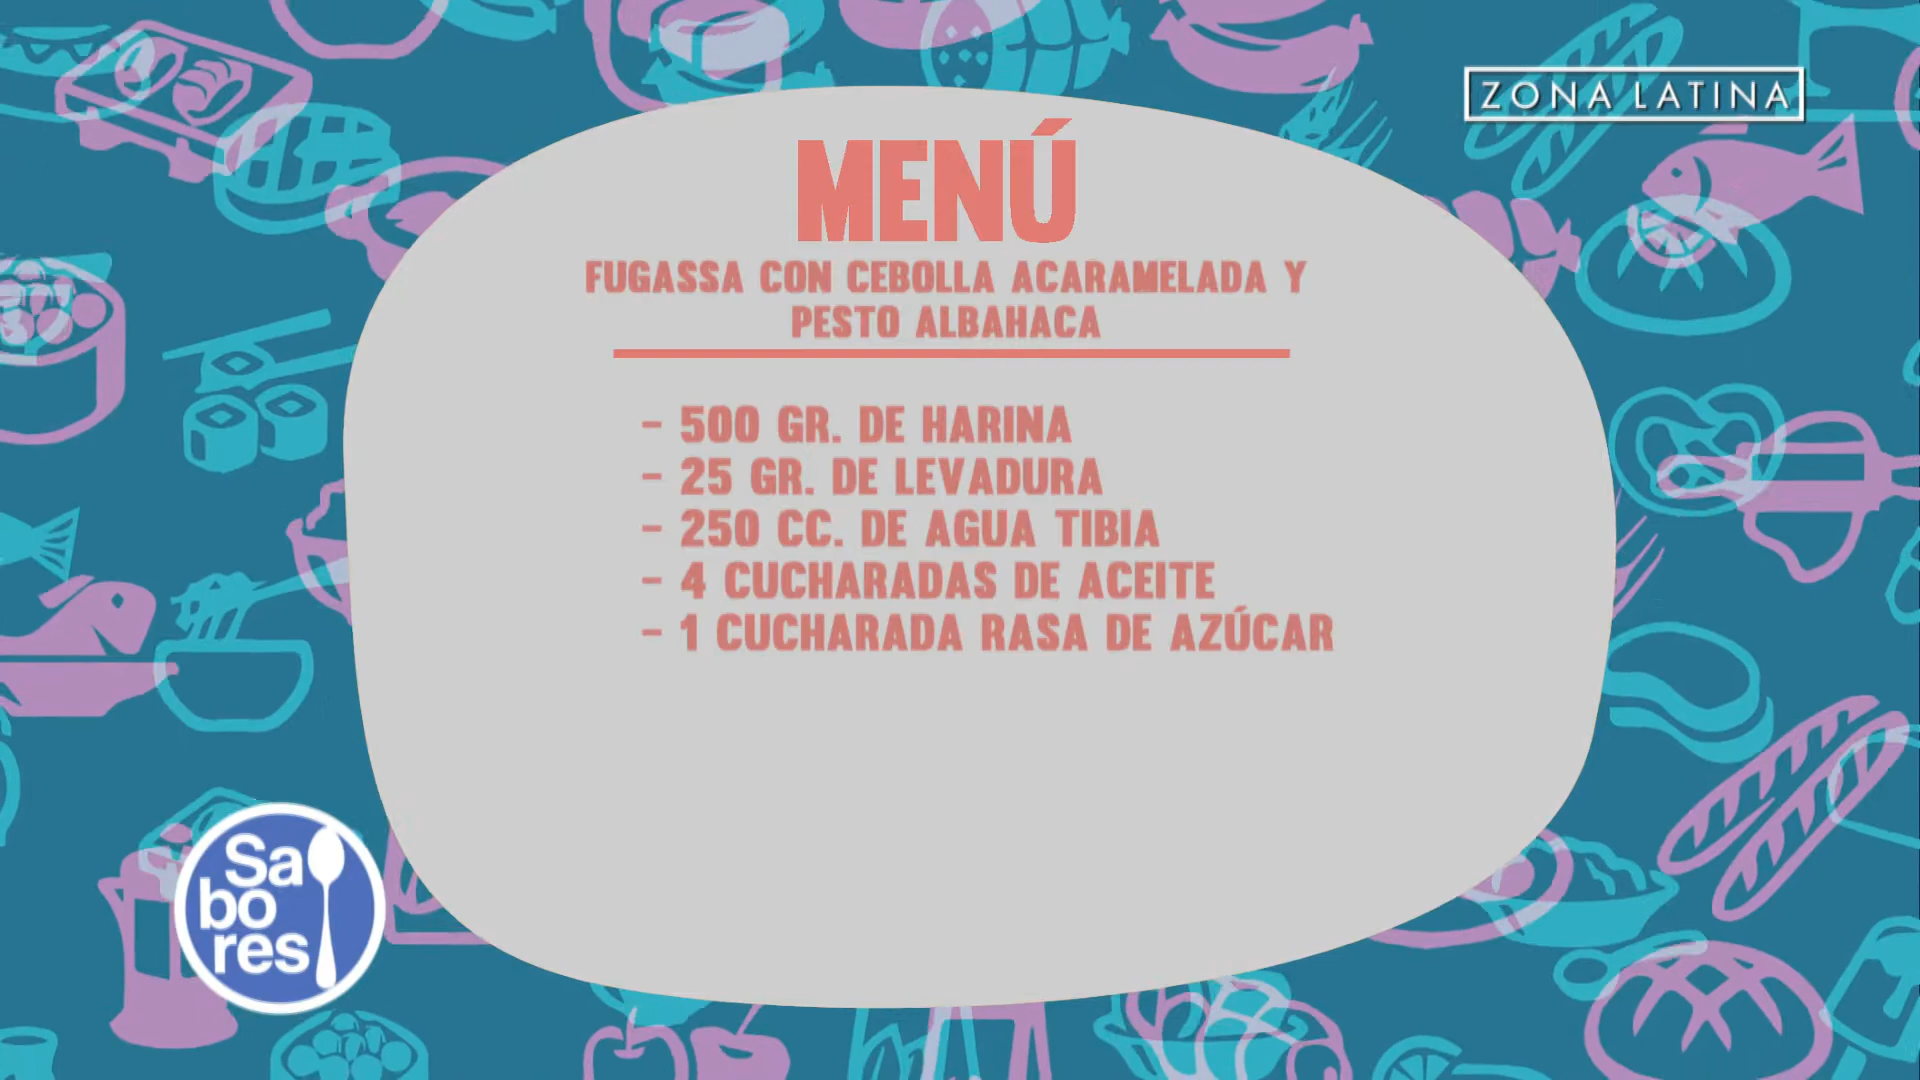 ZONA LATINA
MENÚ
FUGASSA CON CEBOLLA ACARAMELADA Y
PESTO ALBAHACA
- 500 GR. DE HARINA
- 25 GR. DE LEVADURA
- 250 CC. DE AGUA TIBIA
- 4 CUCHARADAS DE ACEITE
- 1 CUCHARADA RASA DE AZÚCAR
Sa
bo
res